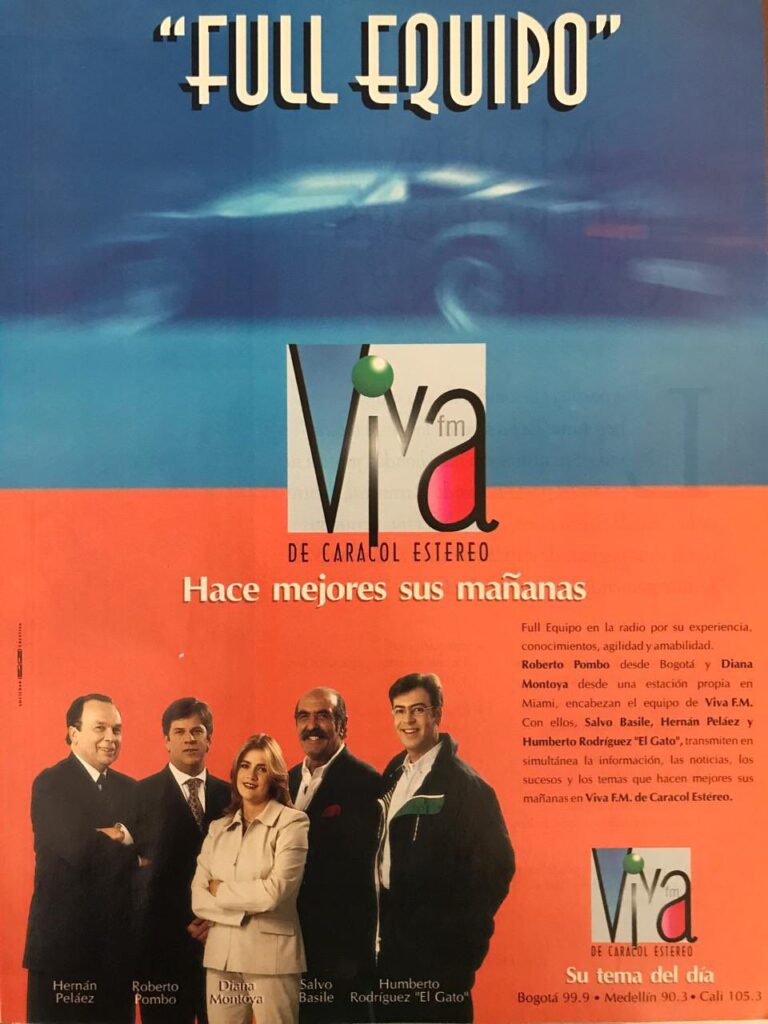 “FULL EQUIPO”
Viva fm
DE CARACOL ESTEREO
Hace mejores sus mañanas
Full Equipo en la radio por su experiencia,
conocimientos, agilidad y amabilidad.
Roberto Pombo desde Bogotá y Diana
Montoya desde una estación propia en
Miami, encabezan el equipo de Viva F.M.
Con ellos, Salvo Basile, Hernán Peláez y
Humberto Rodríguez "El Gato", transmiten en
simultánea la información, las noticias, los
sucesos y los temas que hacen mejores sus
mañanas en Viva F.M. de Caracol Estéreo.
Hernán
Peláez
Roberto
Pombo
Diana
Montoya
Salvo
Basile
Humberto
Rodríguez "El Gato"
Viva fm
DE CARACOL ESTEREO
Su tema del día
Bogotá 99.9 • Medellín 90.3 • Cali 105.3